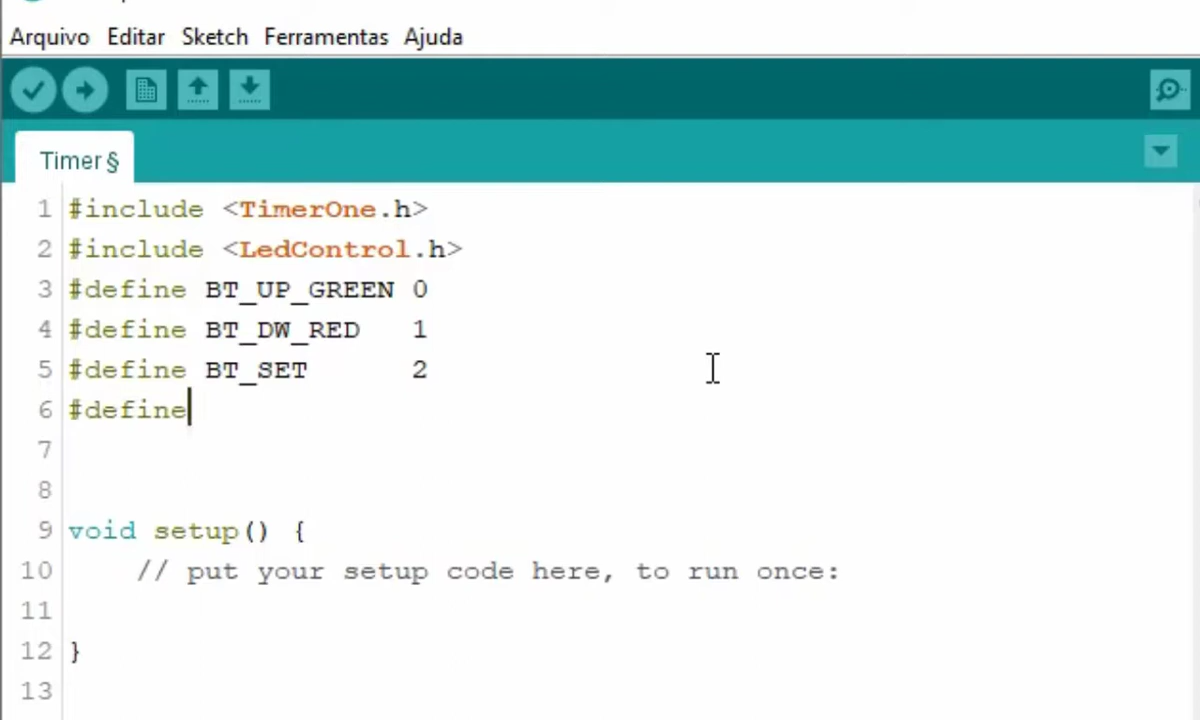 Arquivo Editar Sketch Ferramentas Ajuda
Timer §
1 #include <TimerOne.h>
2 #include <LedControl.h>
3 #define BT_UP_GREEN 0
4 #define BT_DW_RED   1
5 #define BT_SET      2
6 #define
7
8
9 void setup() {
10     // put your setup code here, to run once:
11
12 }
13